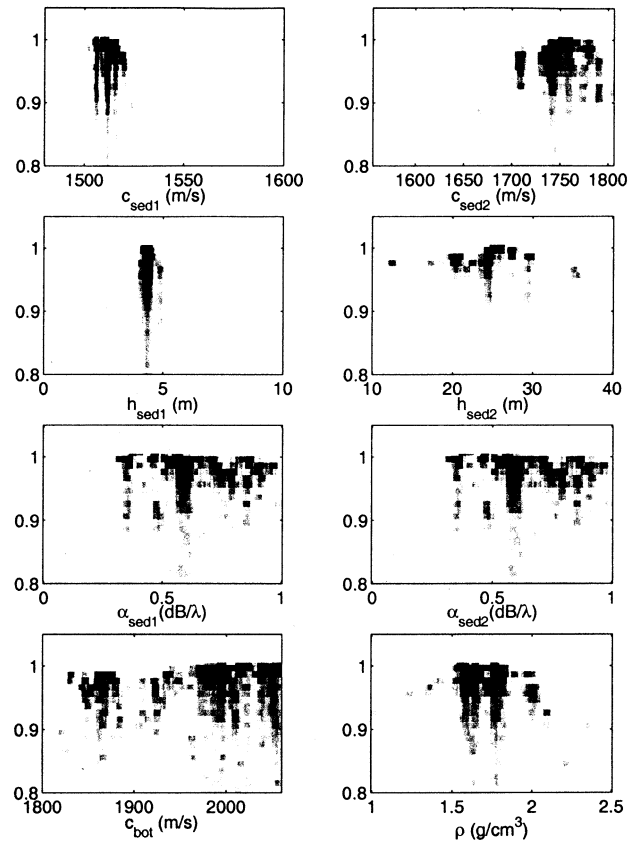 1
0.9
0.8
1500 1550 1600
c_sed1 (m/s)
1
0.9
0.8
1600 1650 1700 1750 1800
c_sed2 (m/s)
1
0.9
0.8
0 5 10
h_sed1 (m)
1
0.9
0.8
10 20 30 40
h_sed2 (m)
1
0.9
0.8
0 0.5 1
α_sed1 (dB/λ)
1
0.9
0.8
0 0.5 1
α_sed2 (dB/λ)
1
0.9
0.8
1800 1900 2000
c_bot (m/s)
1
0.9
0.8
1 1.5 2 2.5
ρ (g/cm³)